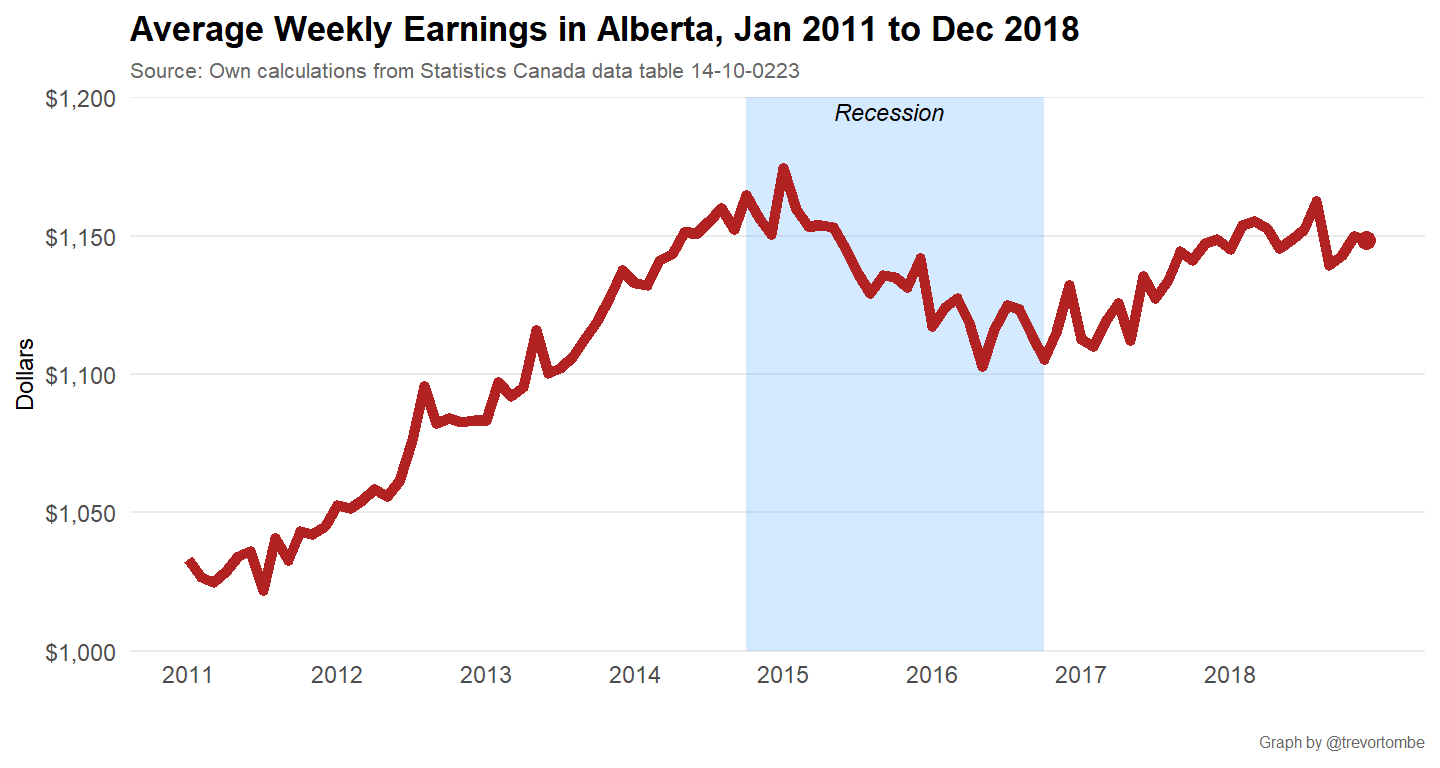 Average Weekly Earnings in Alberta, Jan 2011 to Dec 2018
Source: Own calculations from Statistics Canada data table 14-10-0223
$1,200
Recession
$1,150
Dollars
$1,100
$1,050
$1,000
2011 2012 2013 2014 2015 2016 2017 2018
Graph by @trevortombe